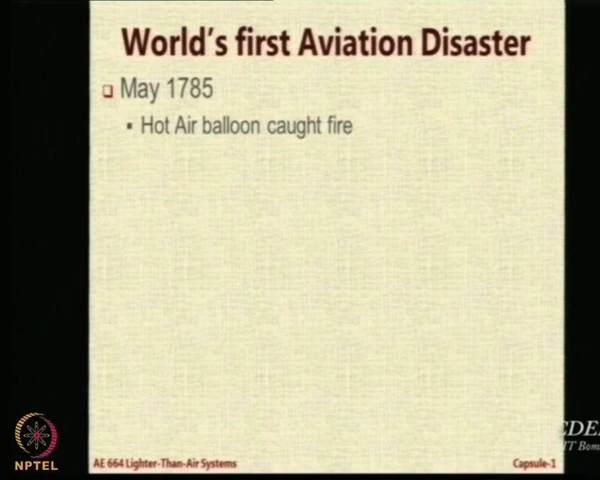 World's first Aviation Disaster
May 1785
Hot Air balloon caught fire
NPTEL
AE 664 Lighter-Than-Air Systems
Capsule-1